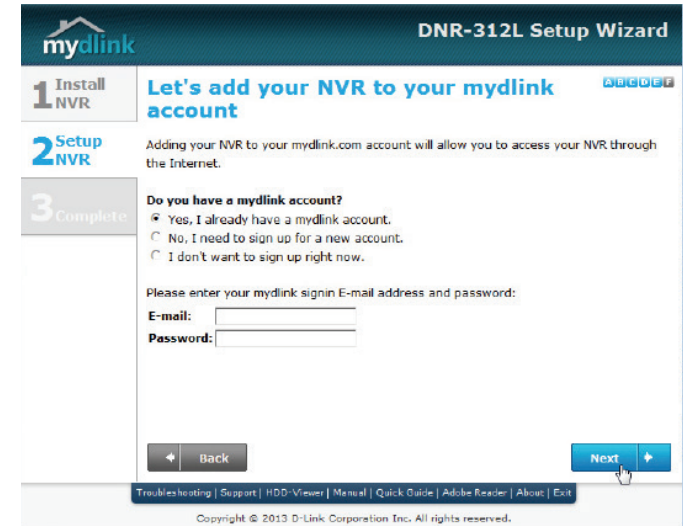 mydlink
DNR-312L Setup Wizard
1 Install
NVR
2 Setup
NVR
3 Complete
Let's add your NVR to your mydlink
account
A B C D E F
Adding your NVR to your mydlink.com account will allow you to access your NVR through
the Internet.
Do you have a mydlink account?
Yes, I already have a mydlink account.
No, I need to sign up for a new account.
I don't want to sign up right now.
Please enter your mydlink signin E-mail address and password:
E-mail:
Password:
Back
Next
Troubleshooting | Support | HDD-Viewer | Manual | Quick Guide | Adobe Reader | About | Exit
Copyright © 2013 D-Link Corporation Inc. All rights reserved.